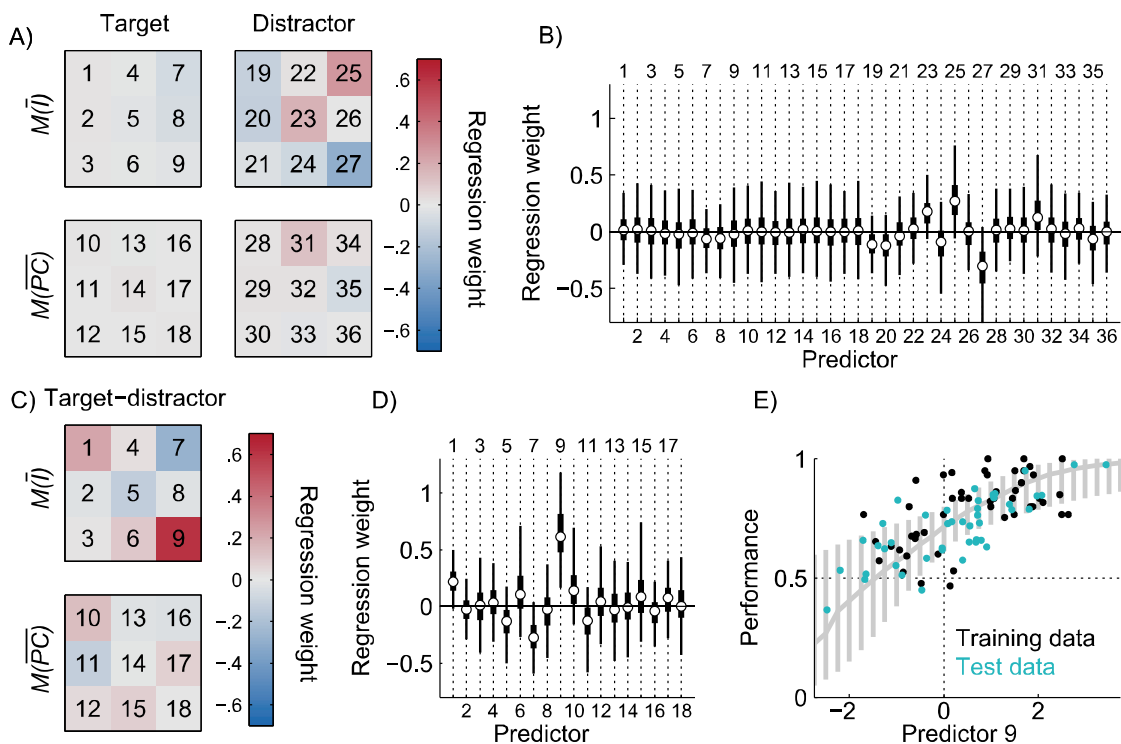 A)
Target
Distractor
M(i̅)
1 4 7
2 5 8
3 6 9
19 22 25
20 23 26
21 24 27
M(P̅C̅)
10 13 16
11 14 17
12 15 18
28 31 34
29 32 35
30 33 36
.6
.4
.2
0
-.2
-.4
-.6
Regression weight
B)
1 3 5 7 9 11 13 15 17 19 21 23 25 27 29 31 33 35
1
0.5
0
−0.5
Regression weight
2 4 6 8 10 12 14 16 18 20 22 24 26 28 30 32 34 36
Predictor
C)
Target−distractor
M(i̅)
1 4 7
2 5 8
3 6 9
M(P̅C̅)
10 13 16
11 14 17
12 15 18
.6
.4
.2
0
-.2
-.4
-.6
Regression weight
D)
1 3 5 7 9 11 13 15 17
1
0.5
0
−0.5
Regression weight
2 4 6 8 10 12 14 16 18
Predictor
E)
1
0.5
1
Performance
Training data
Test data
−2 0 2
Predictor 9